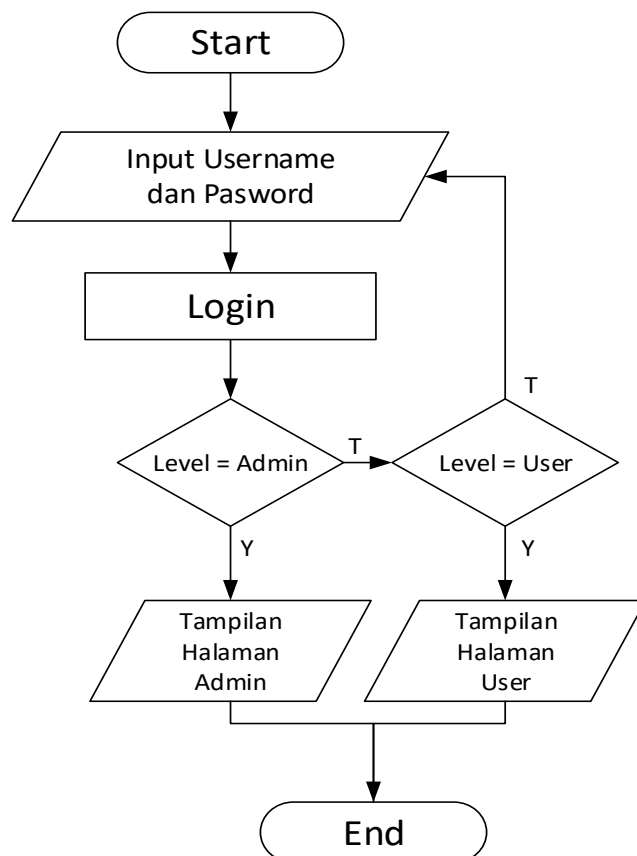 Start
Input Username
dan Pasword
Login
Level = Admin
T
Level = User
T
Y
Y
Tampilan
Halaman
Admin
Tampilan
Halaman
User
End